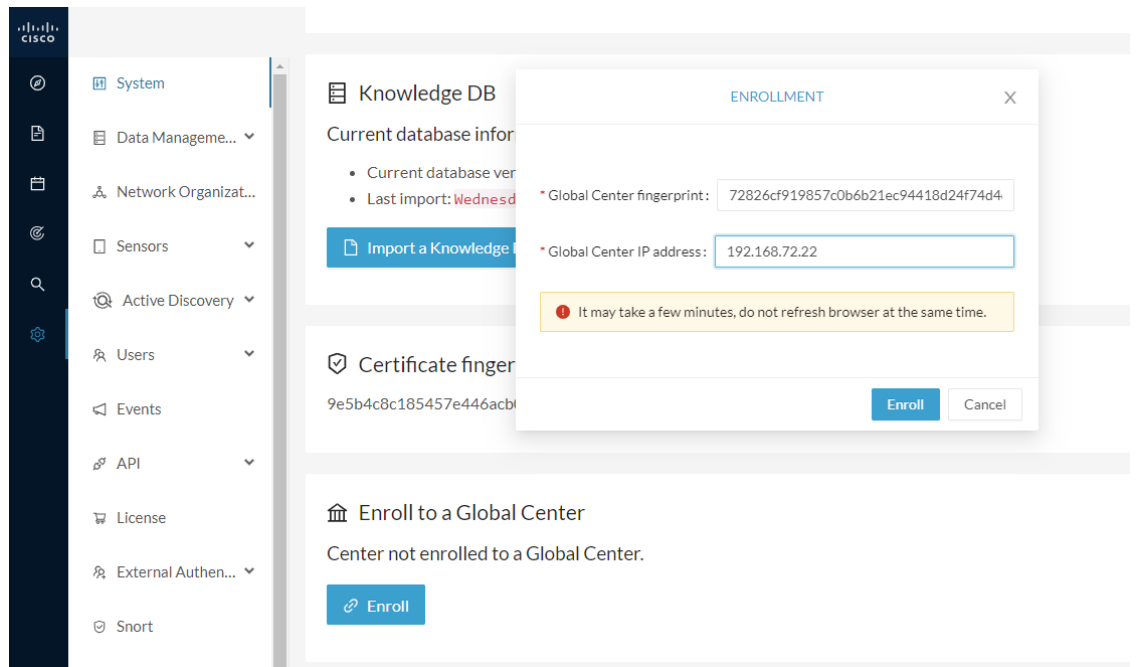 CISCO
System
Data Manageme...
Network Organizat...
Sensors
Active Discovery
Users
Events
API
License
External Authen...
Snort
Knowledge DB
Current database infor
Current database ver
Last import: Wednesd
Import a Knowledge
Certificate finger
9e5b4c8c185457e446acb
Enroll to a Global Center
Center not enrolled to a Global Center.
Enroll
ENROLLMENT
* Global Center fingerprint: 72826cf919857c0b6b21ec94418d24f74d4
* Global Center IP address: 192.168.72.22
It may take a few minutes, do not refresh browser at the same time.
Enroll Cancel